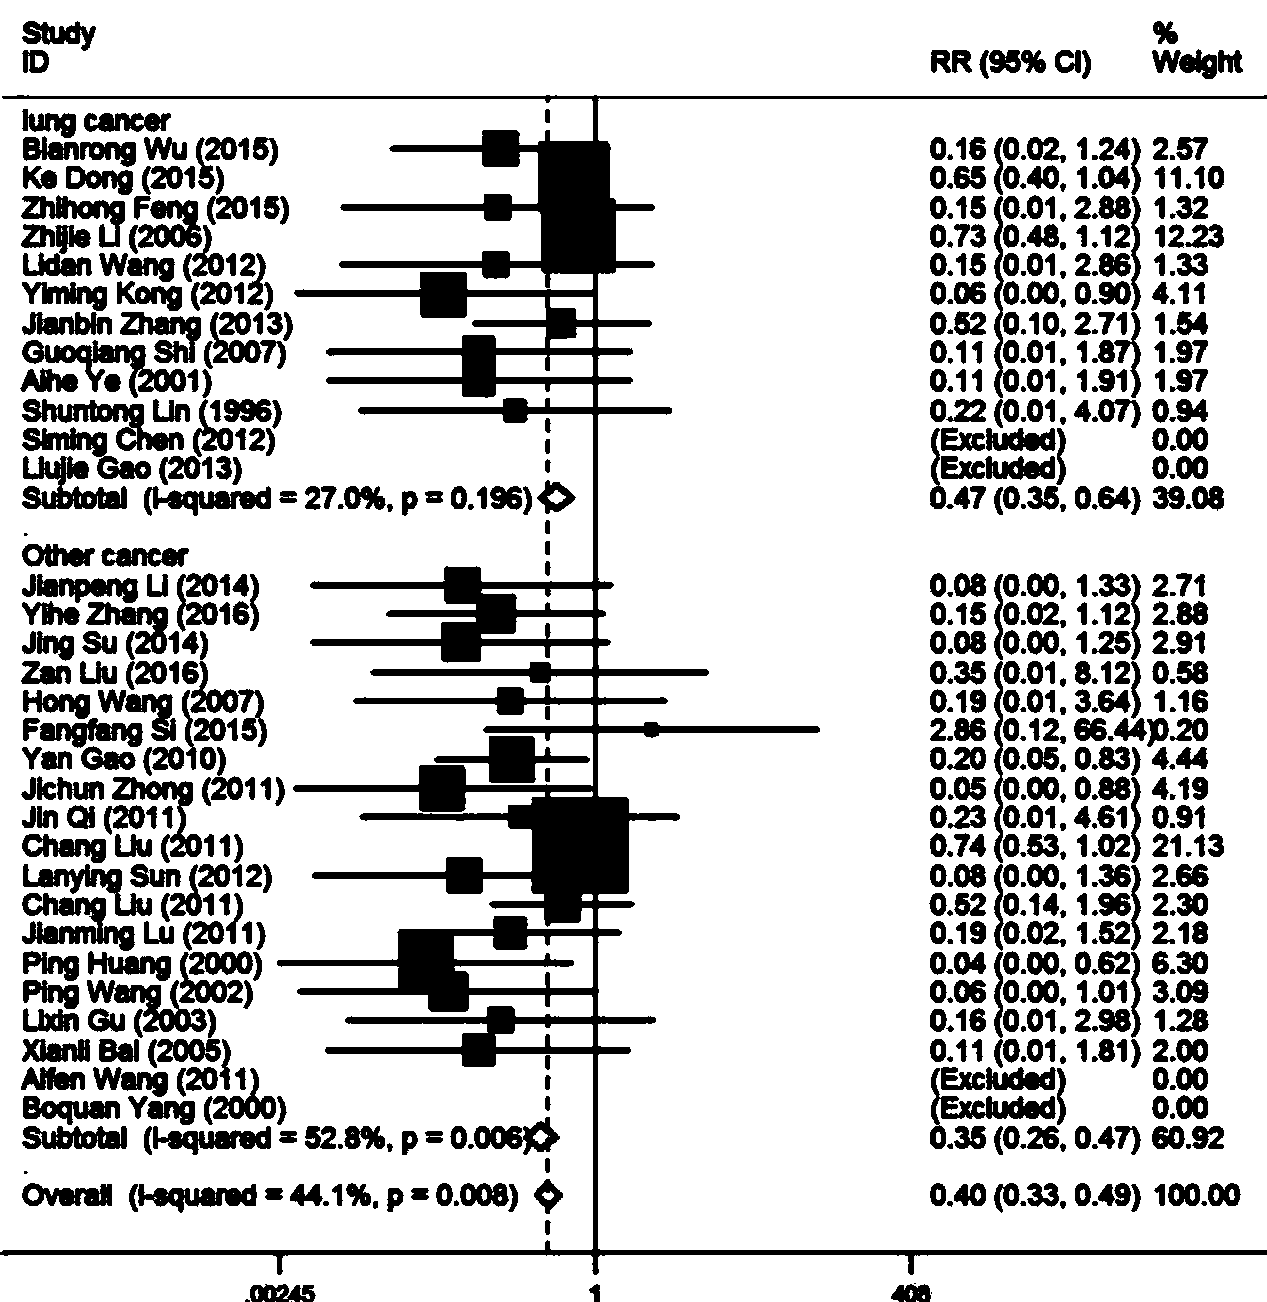 Study %
ID RR (95% CI) Weight
lung cancer
Bianrong Wu (2015) 0.16 (0.02, 1.24) 2.57
Ke Dong (2015) 0.65 (0.40, 1.04) 11.10
Zhihong Feng (2015) 0.15 (0.01, 2.88) 1.32
Zhijie Li (2006) 0.73 (0.48, 1.12) 12.23
Lidan Wang (2012) 0.15 (0.01, 2.86) 1.33
Yiming Kong (2012) 0.06 (0.00, 0.90) 4.11
Jianbin Zhang (2013) 0.52 (0.10, 2.71) 1.54
Guoqiang Shi (2007) 0.11 (0.01, 1.87) 1.97
Aihe Ye (2001) 0.11 (0.01, 1.91) 1.97
Shuntong Lin (1996) 0.22 (0.01, 4.07) 0.94
Siming Chen (2012) (Excluded) 0.00
Liujie Gao (2013) (Excluded) 0.00
Subtotal (I-squared = 27.0%, p = 0.196) 0.47 (0.35, 0.64) 39.08
.
Other cancer
Jianpeng Li (2014) 0.08 (0.00, 1.33) 2.71
Yihe Zhang (2016) 0.15 (0.02, 1.12) 2.88
Jing Su (2014) 0.08 (0.00, 1.25) 2.91
Zan Liu (2016) 0.35 (0.01, 8.12) 0.58
Hong Wang (2007) 0.19 (0.01, 3.64) 1.16
Fangfang Si (2015) 2.86 (0.12, 66.44) 0.20
Yan Gao (2010) 0.20 (0.05, 0.83) 4.44
Jichun Zhong (2011) 0.05 (0.00, 0.88) 4.19
Jin Qi (2011) 0.23 (0.01, 4.61) 0.91
Chang Liu (2011) 0.74 (0.53, 1.02) 21.13
Lanying Sun (2012) 0.08 (0.00, 1.36) 2.66
Chang Liu (2011) 0.52 (0.14, 1.96) 2.30
Jianming Lu (2011) 0.19 (0.02, 1.52) 2.18
Ping Huang (2000) 0.04 (0.00, 0.62) 6.30
Ping Wang (2002) 0.06 (0.00, 1.01) 3.09
Lixin Gu (2003) 0.16 (0.01, 2.98) 1.28
Xianli Bai (2005) 0.11 (0.01, 1.81) 2.00
Aifen Wang (2011) (Excluded) 0.00
Boquan Yang (2000) (Excluded) 0.00
Subtotal (I-squared = 52.8%, p = 0.006) 0.35 (0.26, 0.47) 60.92
.
Overall (I-squared = 44.1%, p = 0.008) 0.40 (0.33, 0.49) 100.00
.00245 1 408